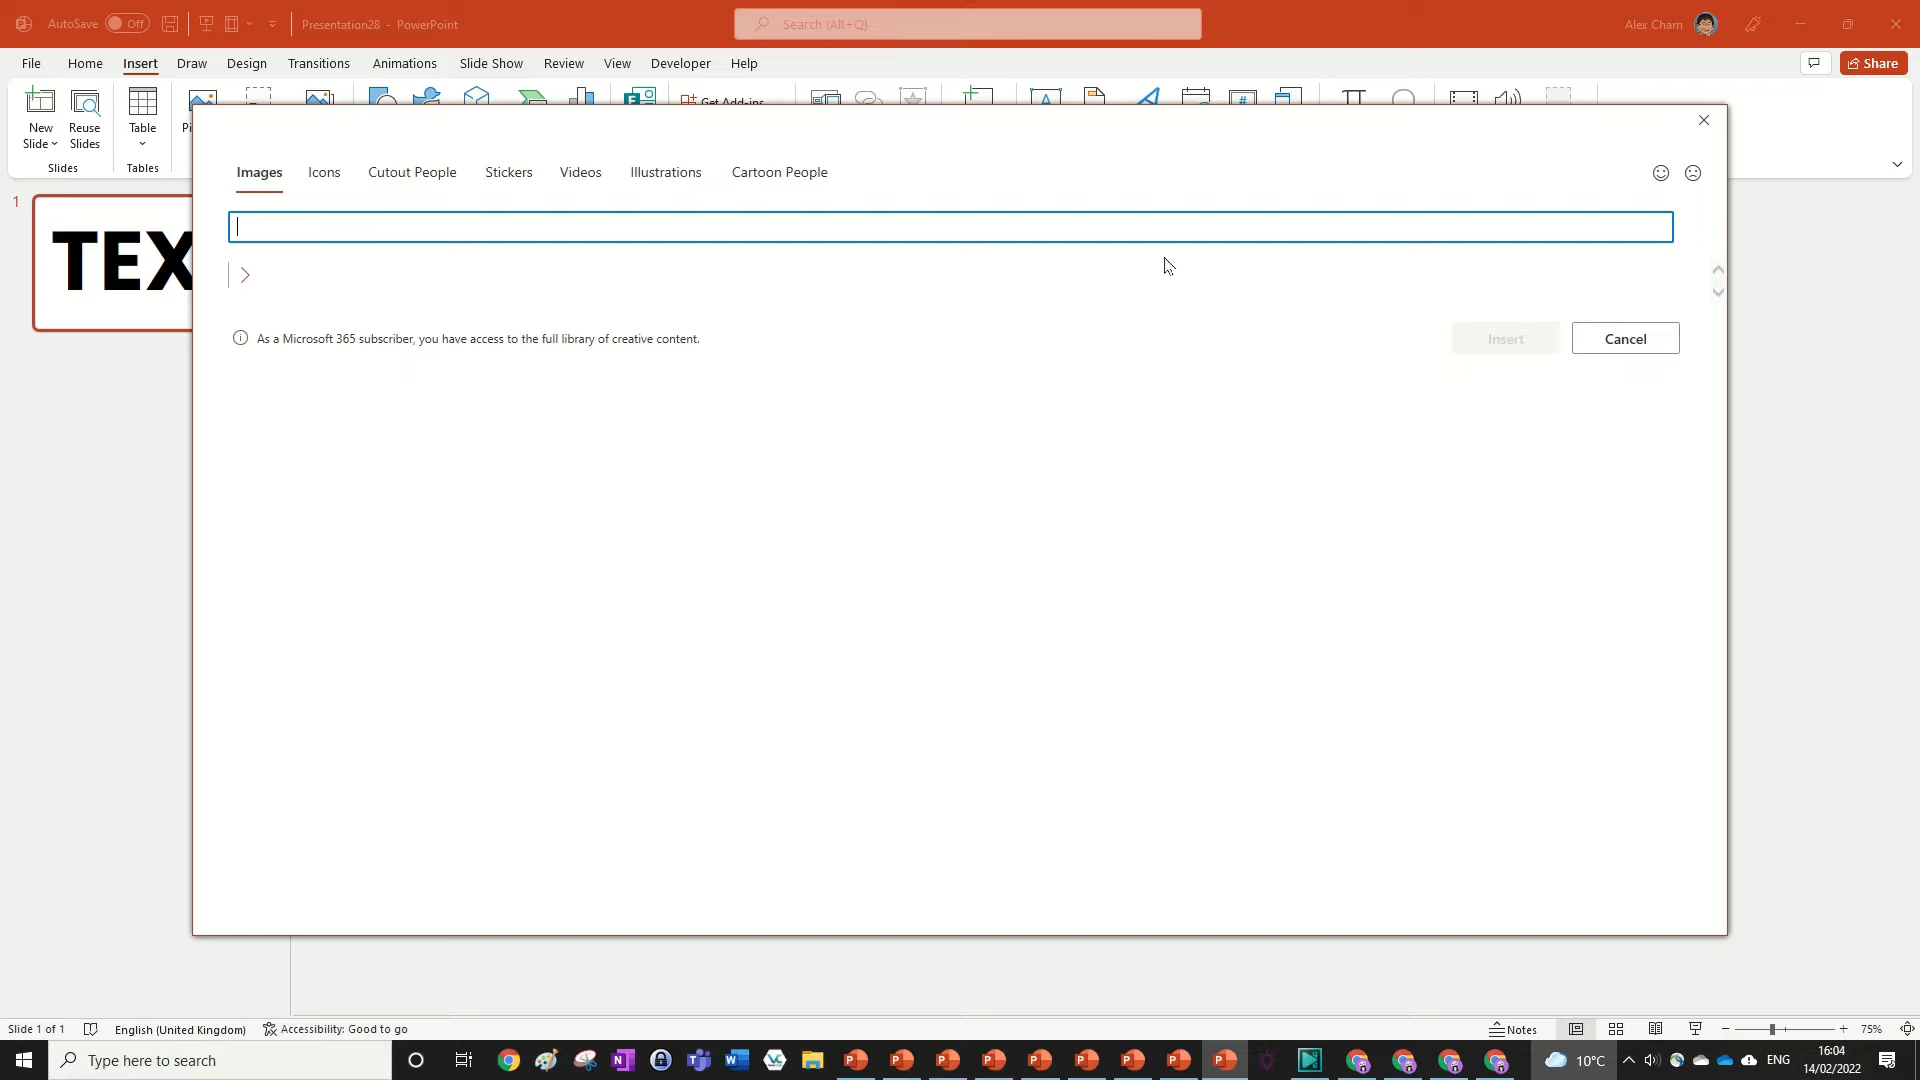 AutoSave Off Presentation28 - PowerPoint Search (Alt+Q) Alex Cham
File Home Insert Draw Design Transitions Animations Slide Show Review View Developer Help Share
Get Add-ins
New Slide Reuse Slides Table Pi
Slides Tables
1 TEX
Images Icons Cutout People Stickers Videos Illustrations Cartoon People
As a Microsoft 365 subscriber, you have access to the full library of creative content. Insert Cancel
Slide 1 of 1 English (United Kingdom) Accessibility: Good to go Notes 75%
Type here to search 10°C ENG 16:04
14/02/2022